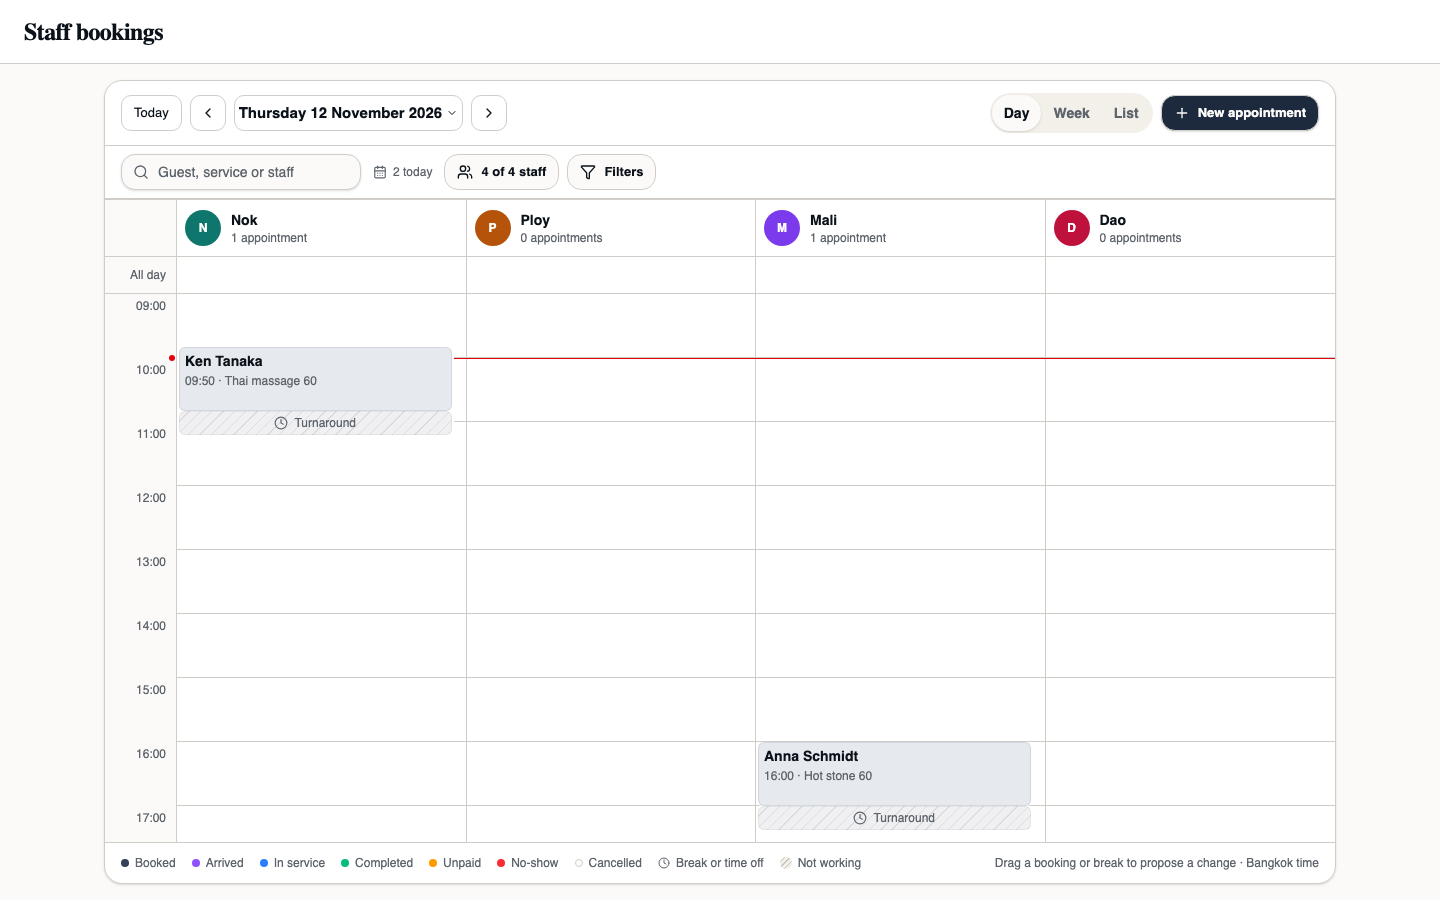 Staff bookings
Today
Thursday 12 November 2026
Day
Week
List
New appointment
Guest, service or staff
2 today
4 of 4 staff
Filters
N
Nok
1 appointment
P
Ploy
0 appointments
M
Mali
1 appointment
D
Dao
0 appointments
All day
09:00
Ken Tanaka
10:00
09:50 · Thai massage 60
Turnaround
11:00
12:00
13:00
14:00
15:00
16:00
Anna Schmidt
16:00 · Hot stone 60
17:00
Turnaround
Booked
Arrived
In service
Completed
Unpaid
No-show
Cancelled
Break or time off
Not working
Drag a booking or break to propose a change · Bangkok time